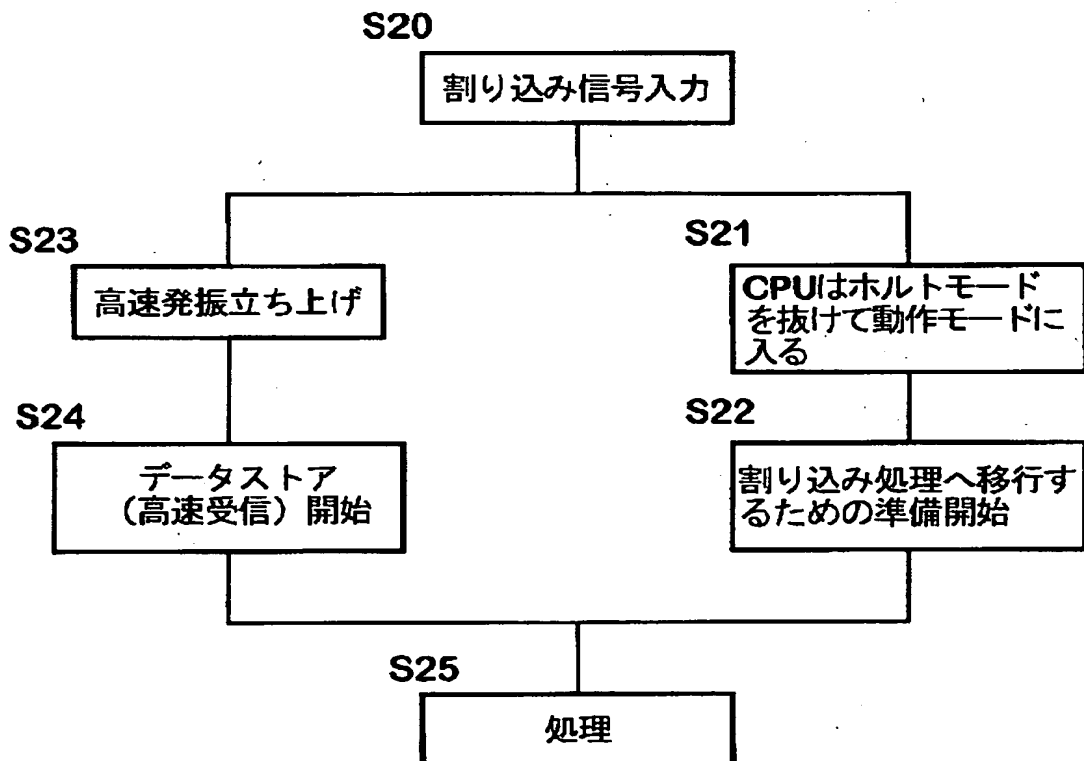 S20
割り込み信号入力
S23
高速発振立ち上げ
S21
CPUはホルトモード
を抜けて動作モードに
入る
S24
データストア
（高速受信）開始
S22
割り込み処理へ移行す
るための準備開始
S25
処理